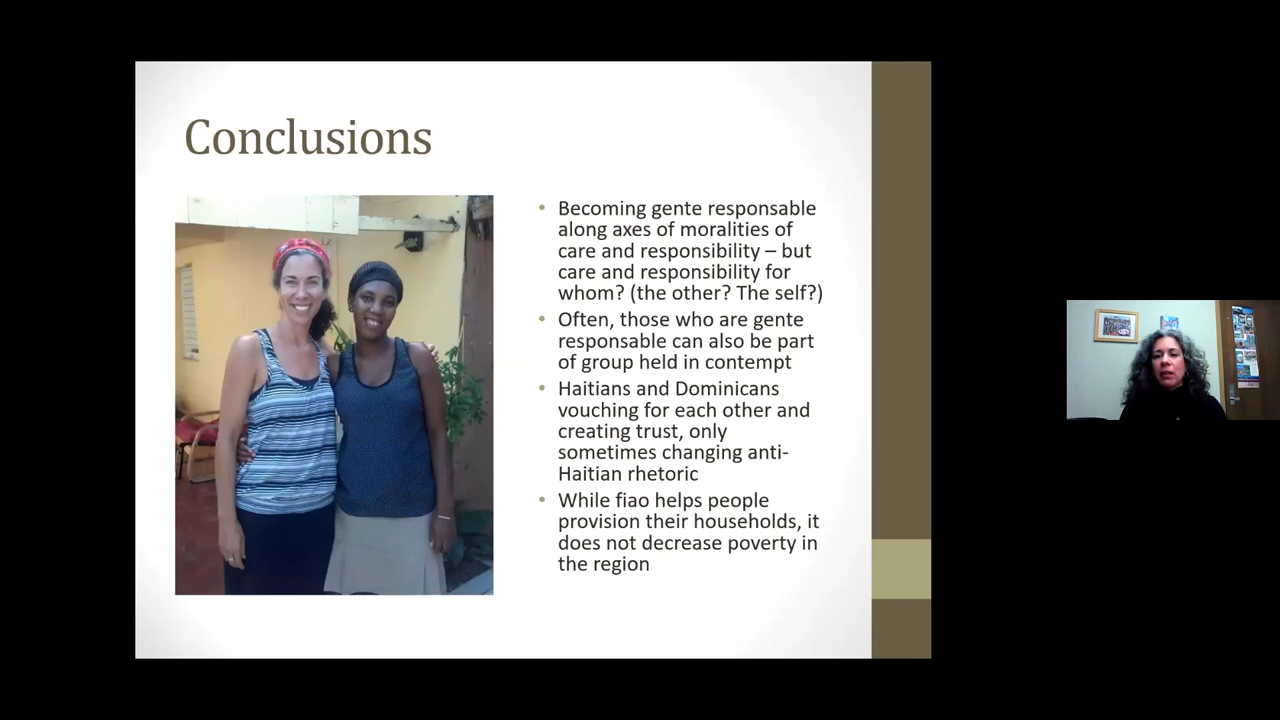 Conclusions
• Becoming gente responsable
along axes of moralities of
care and responsibility – but
care and responsibility for
whom? (the other? The self?)
• Often, those who are gente
responsable can also be part
of group held in contempt
• Haitians and Dominicans
vouching for each other and
creating trust, only
sometimes changing anti-
Haitian rhetoric
• While fiao helps people
provision their households, it
does not decrease poverty in
the region